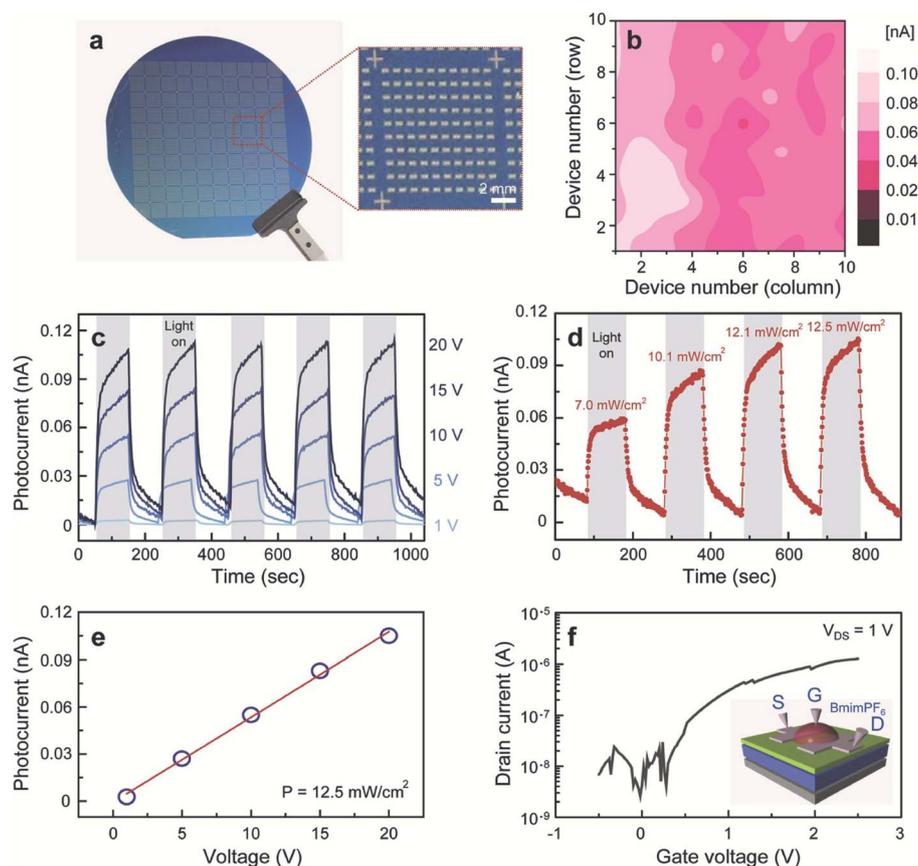 a
2 mm
b
[nA]
10
8
6
4
2
Device number (row)
2 4 6 8 10
Device number (column)
0.10
0.08
0.06
0.04
0.02
0.01
c
Light
on
20 V
15 V
10 V
5 V
1 V
0.12
0.09
0.06
0.03
0
Photocurrent (nA)
0 200 400 600 800 1000
Time (sec)
d
Light
on
7.0 mW/cm²
10.1 mW/cm²
12.1 mW/cm²
12.5 mW/cm²
0.12
0.09
0.06
0.03
0
Photocurrent (nA)
0 200 400 600 800
Time (sec)
e
0.12
0.09
0.06
0.03
0
Photocurrent (nA)
P = 12.5 mW/cm²
0 5 10 15 20
Voltage (V)
f
V_DS = 1 V
10⁻⁵
10⁻⁶
10⁻⁷
10⁻⁸
10⁻⁹
Drain current (A)
S G D
BmimPF₆
-1 0 1 2 3
Gate voltage (V)